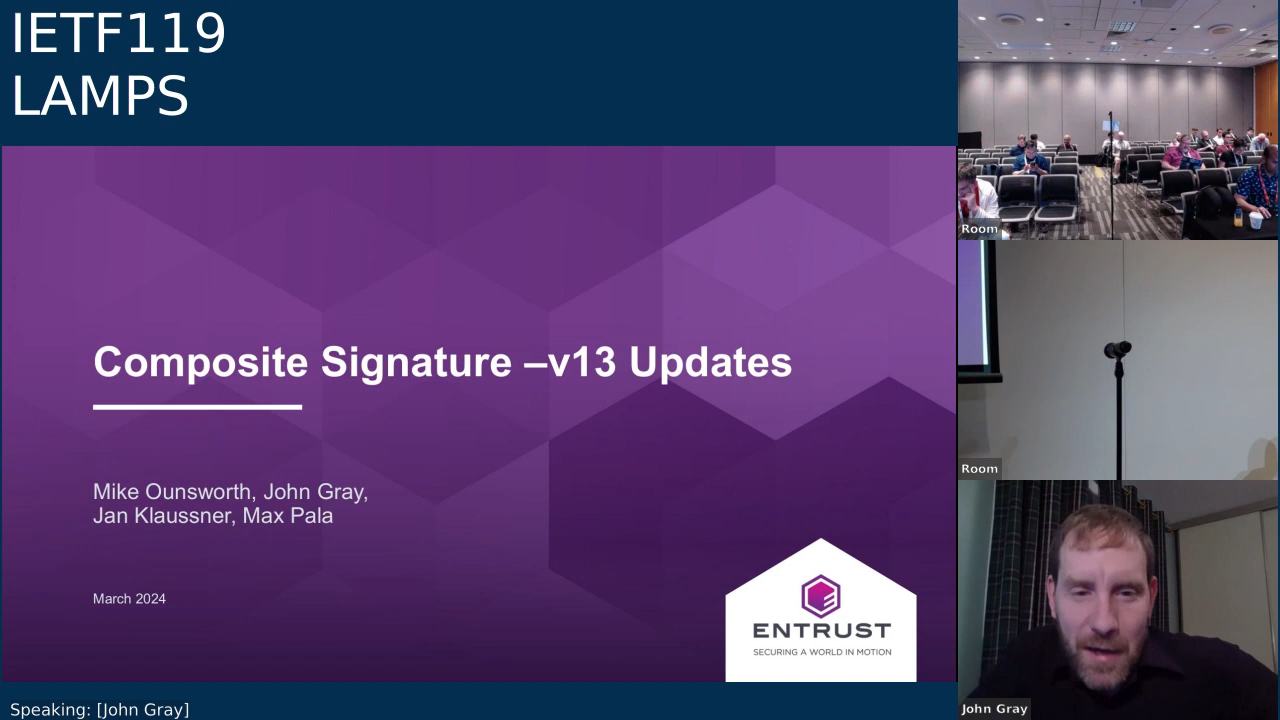 IETF119
LAMPS
Composite Signature –v13 Updates
Mike Ounsworth, John Gray,
Jan Klaussner, Max Pala
March 2024
ENTRUST
SECURING A WORLD IN MOTION
Speaking: [John Gray]
Room
Room
John Gray